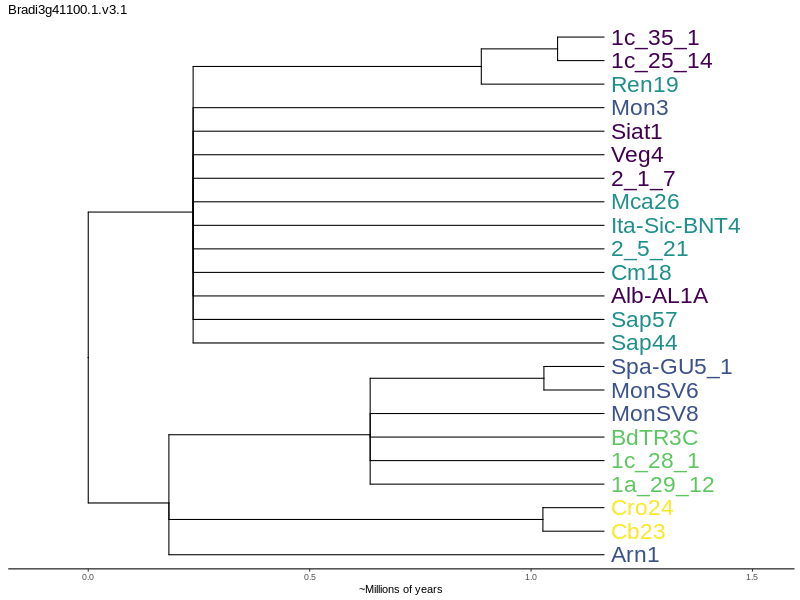 Bradi3g41100.1.v3.1
1c_35_1
1c_25_14
Ren19
Mon3
Siat1
Veg4
2_1_7
Mca26
Ita-Sic-BNT4
2_5_21
Cm18
Alb-AL1A
Sap57
Sap44
Spa-GU5_1
MonSV6
MonSV8
BdTR3C
1c_28_1
1a_29_12
Cro24
Cb23
Arn1
0.0 0.5 1.0 1.5
~Millions of years